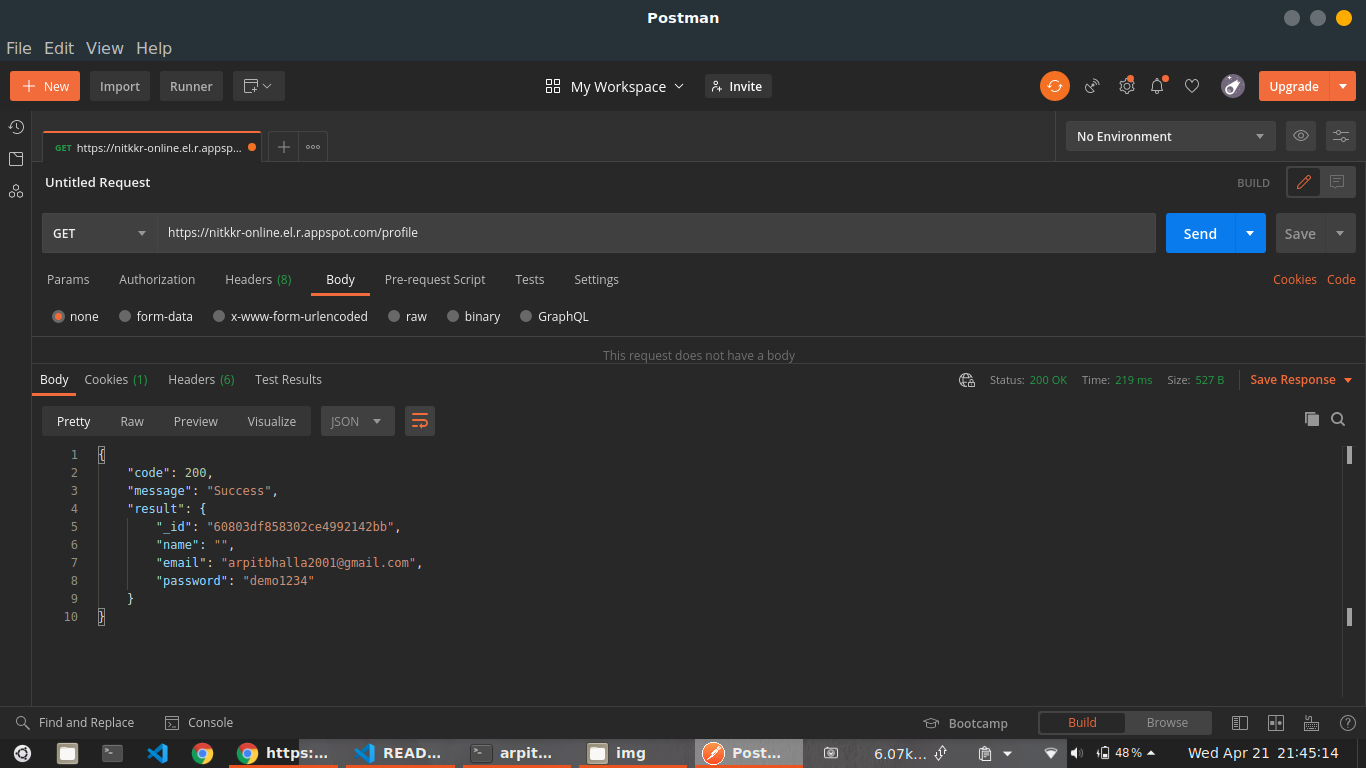 Postman
File Edit View Help
New Import Runner My Workspace Invite Upgrade
GET https://nitkkr-online.el.r.appsp... No Environment
Untitled Request BUILD
GET https://nitkkr-online.el.r.appspot.com/profile Send Save
Params Authorization Headers (8) Body Pre-request Script Tests Settings Cookies Code
none form-data x-www-form-urlencoded raw binary GraphQL
This request does not have a body
Body Cookies (1) Headers (6) Test Results Status: 200 OK Time: 219 ms Size: 527 B Save Response
Pretty Raw Preview Visualize JSON
1 {
2 "code": 200,
3 "message": "Success",
4 "result": {
5 "_id": "60803df858302ce4992142bb",
6 "name": "",
7 "email": "arpitbhalla2001@gmail.com",
8 "password": "demo1234"
9 }
10 }
Find and Replace Console Bootcamp Build Browse
https:... READ... arpit... img Post... 6.07k... 48% Wed Apr 21 21:45:14